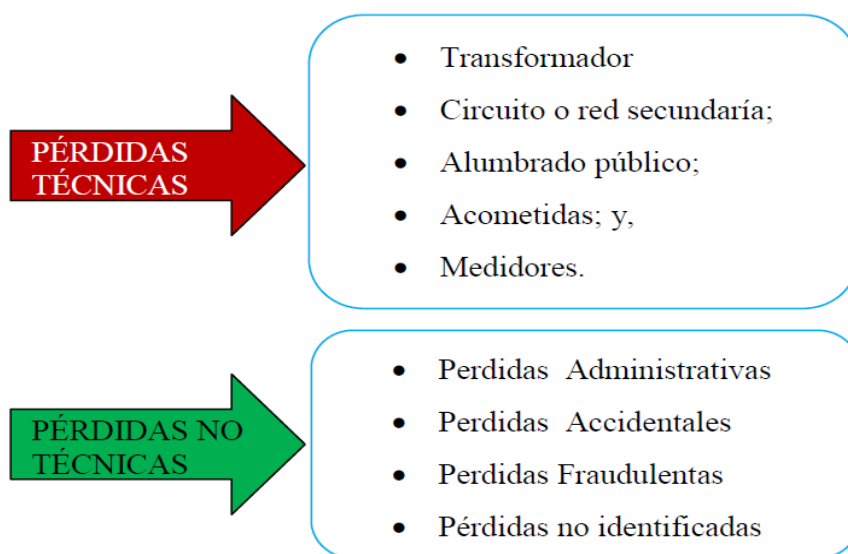 PÉRDIDAS
TÉCNICAS
• Transformador
• Circuito o red secundaría;
• Alumbrado público;
• Acometidas; y,
• Medidores.
PÉRDIDAS NO
TÉCNICAS
• Perdidas Administrativas
• Perdidas Accidentales
• Perdidas Fraudulentas
• Pérdidas no identificadas